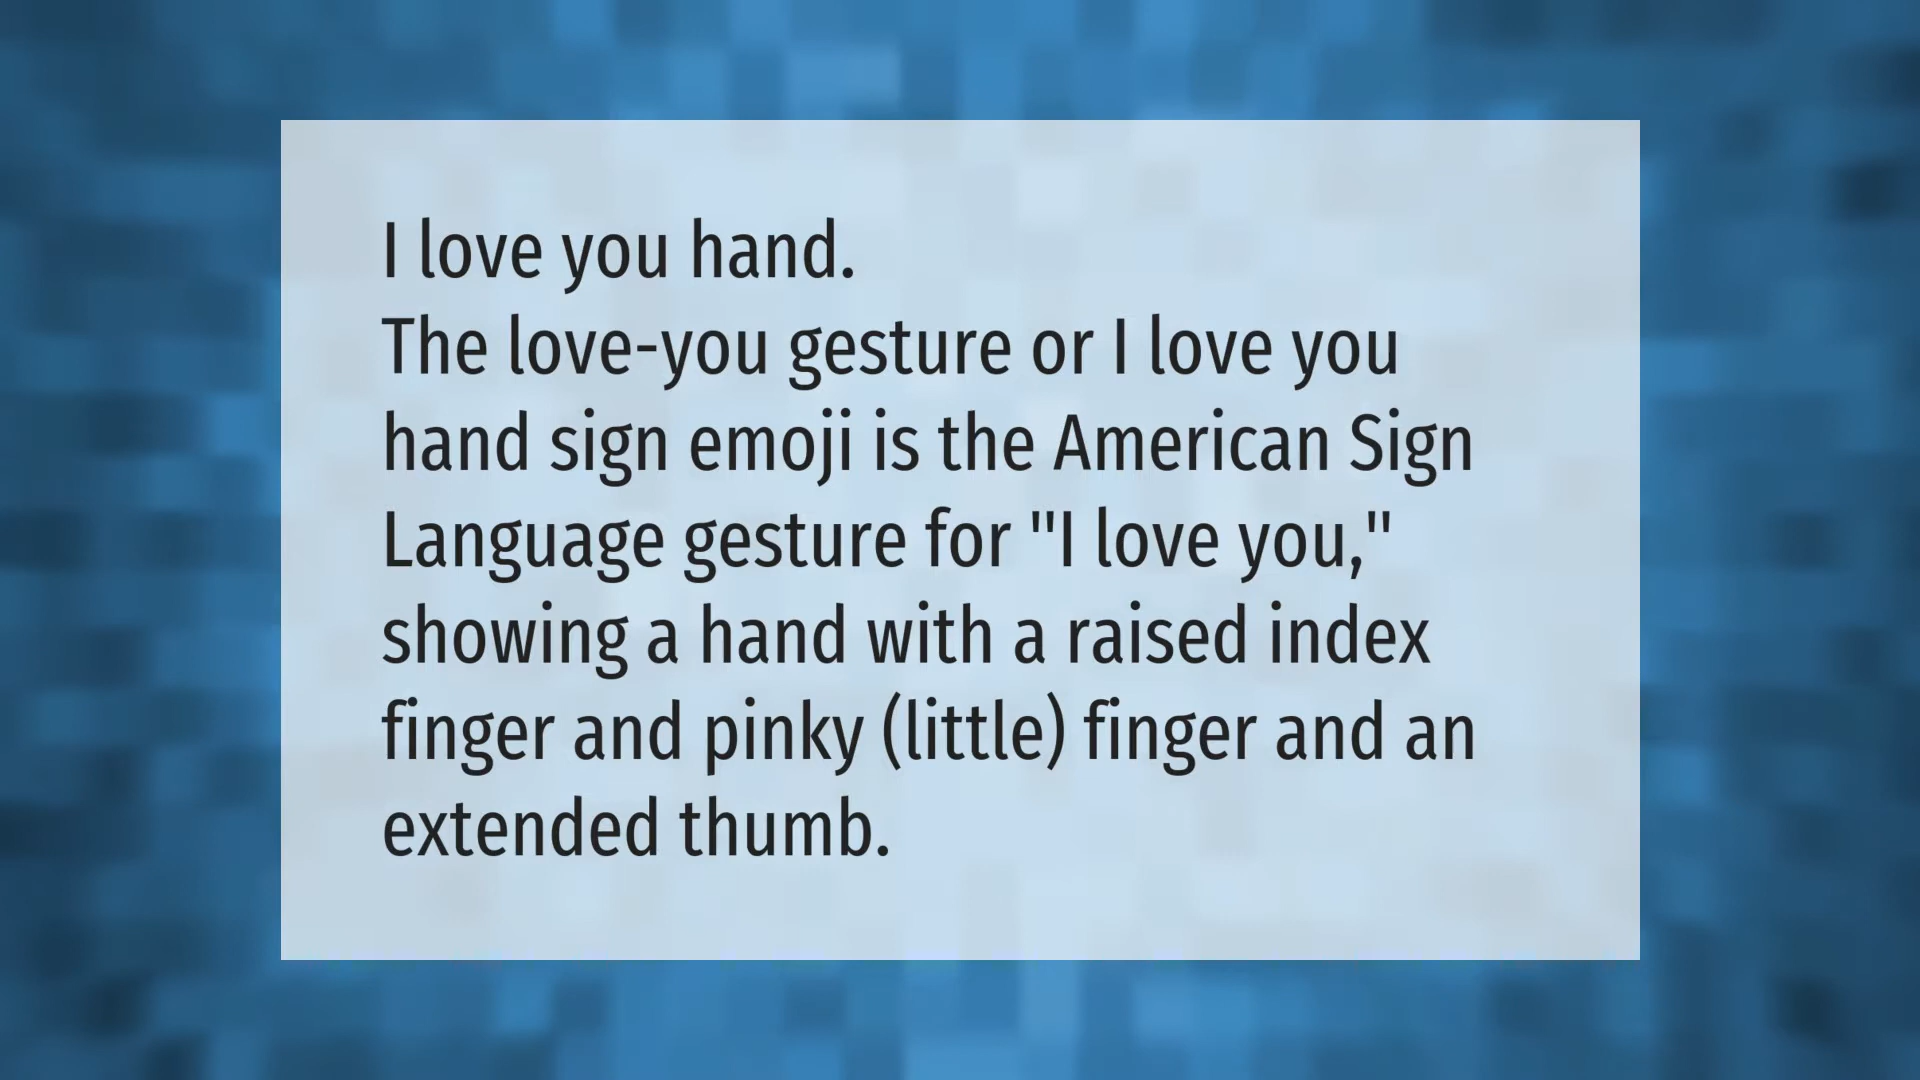 I love you hand.
The love-you gesture or I love you
hand sign emoji is the American Sign
Language gesture for "I love you,"
showing a hand with a raised index
finger and pinky (little) finger and an
extended thumb.